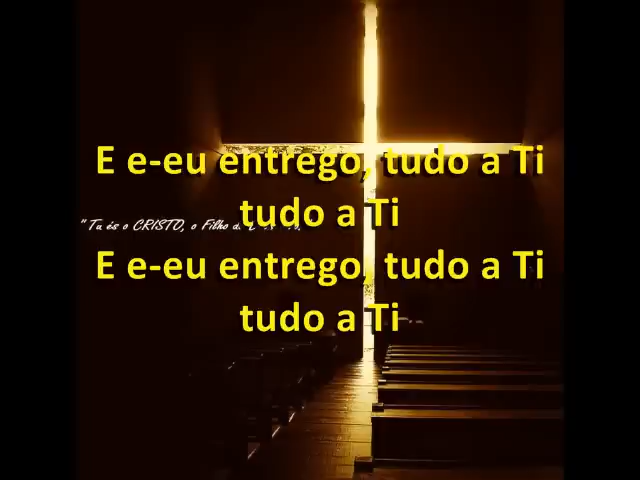 E e-eu entrego, tudo a Ti
tudo a Ti
"Tu és o CRISTO, o Filho d
E e-eu entrego, tudo a Ti
tudo a Ti